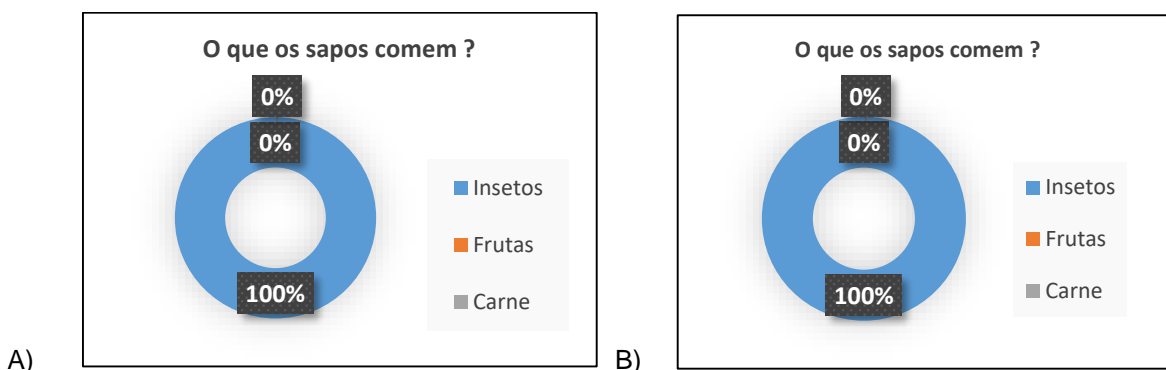 O que os sapos comem ?
0%
0%
100%
Insetos
Frutas
Carne
A)
O que os sapos comem ?
0%
0%
100%
Insetos
Frutas
Carne
B)